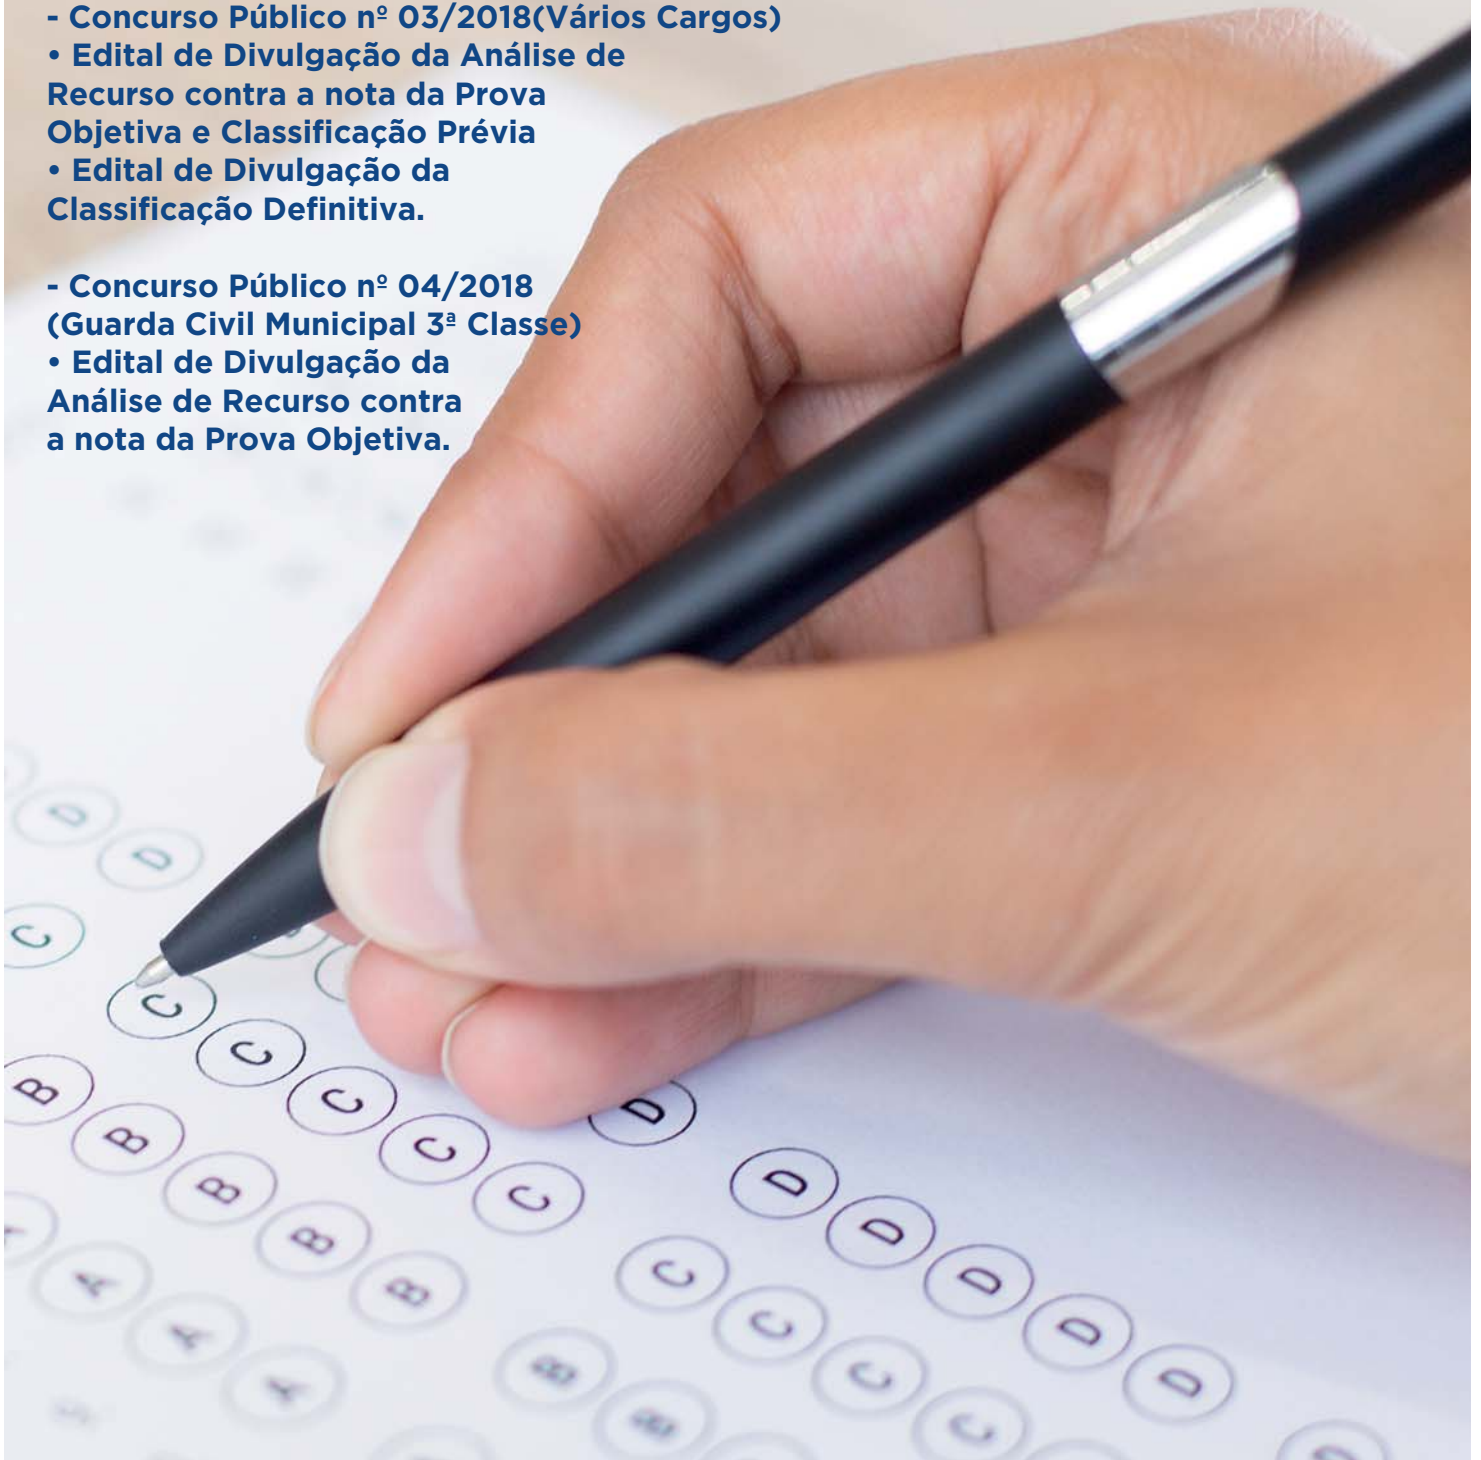 - Concurso Público nº 03/2018(Vários Cargos)
• Edital de Divulgação da Análise de
Recurso contra a nota da Prova
Objetiva e Classificação Prévia
• Edital de Divulgação da
Classificação Definitiva.
- Concurso Público nº 04/2018
(Guarda Civil Municipal 3ª Classe)
• Edital de Divulgação da
Análise de Recurso contra
a nota da Prova Objetiva.
D D
C C C C C C
D D D D D D
B B B B B
C C C C C
A A A
B B